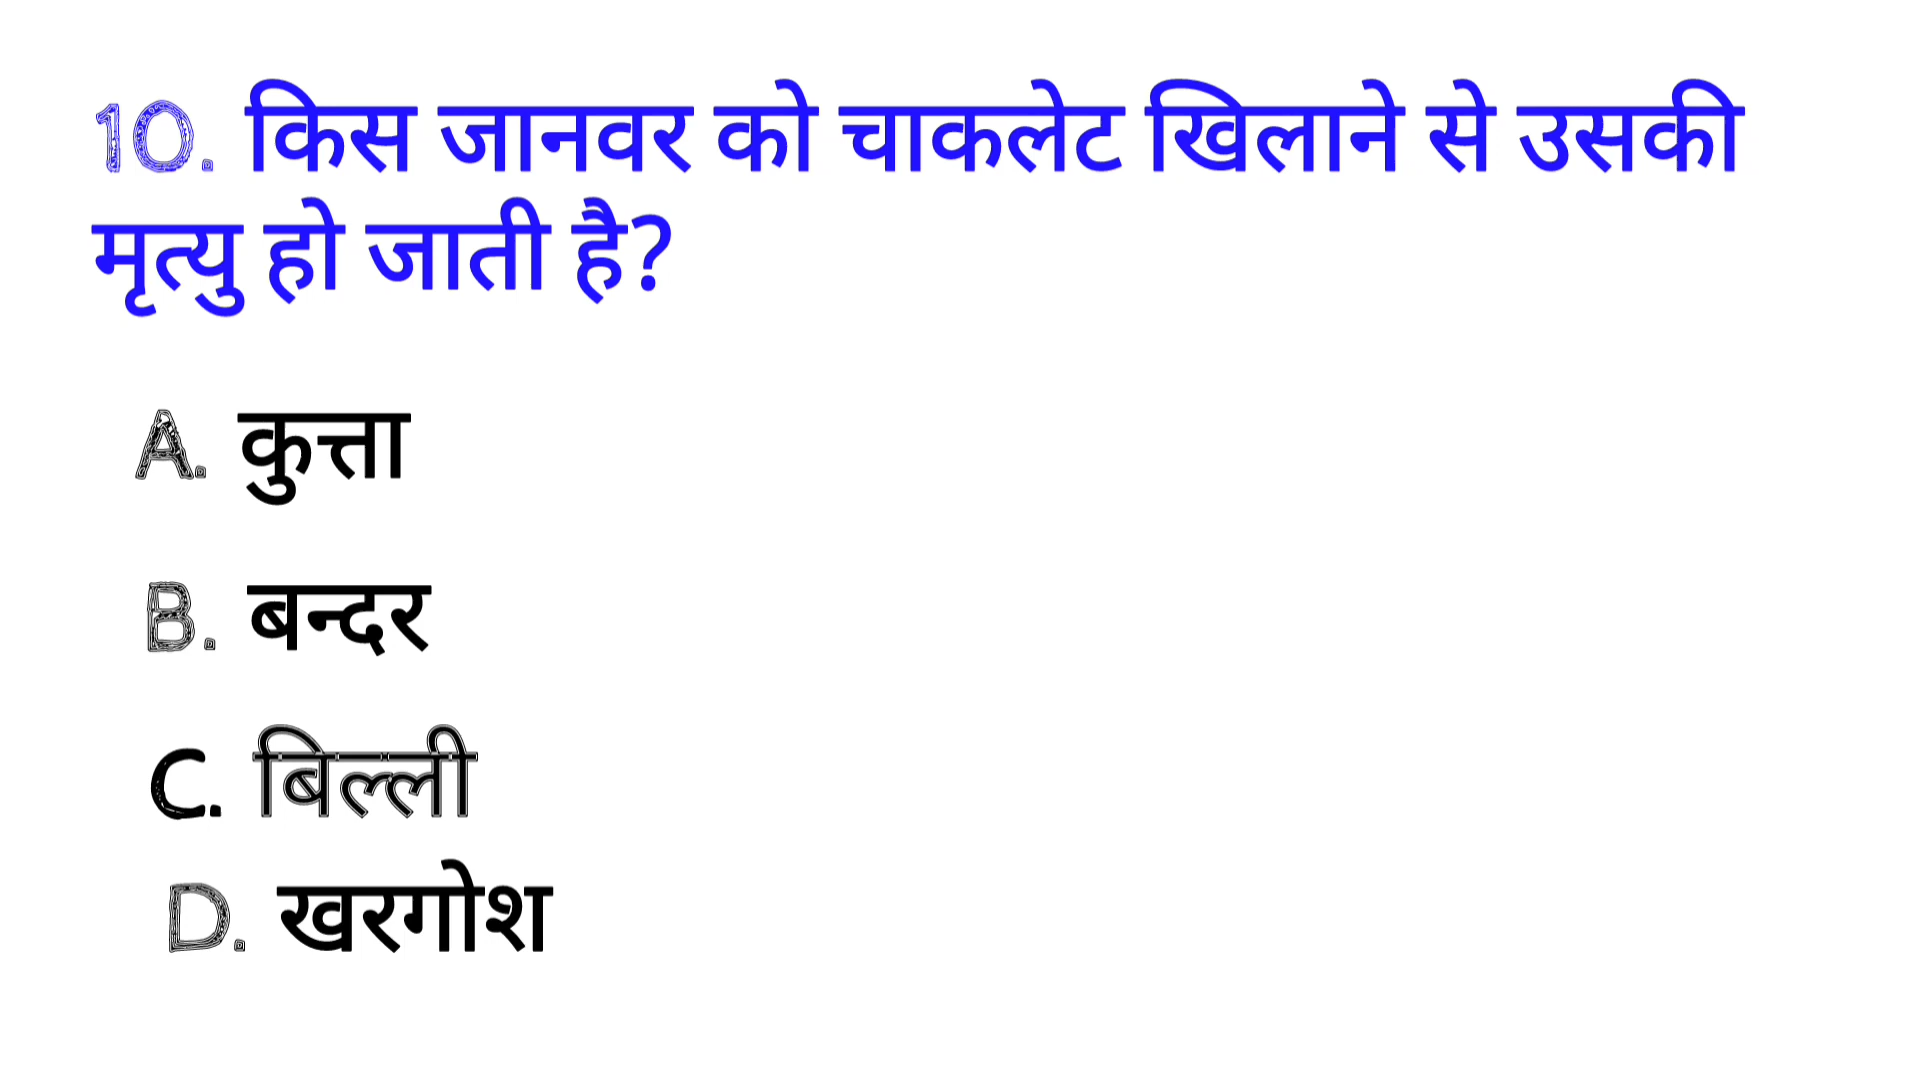 10. किस जानवर को चाकलेट खिलाने से उसकी
मृत्यु हो जाती है?
A. कुत्ता
B. बन्दर
C. बिल्ली
D. खरगोश